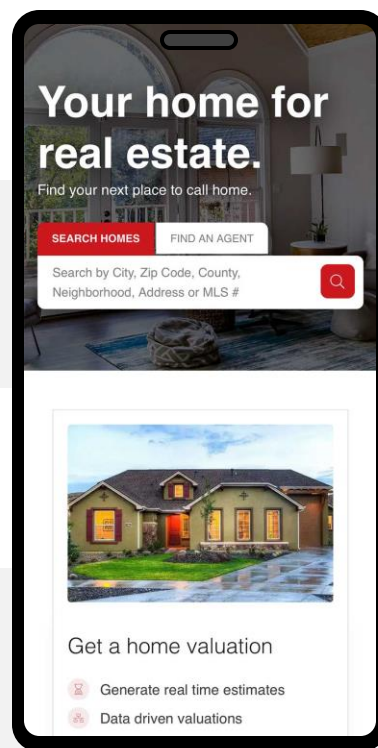 Your home for
real estate.
Find your next place to call home.
SEARCH HOMES FIND AN AGENT
Search by City, Zip Code, County,
Neighborhood, Address or MLS #
Get a home valuation
Generate real time estimates
Data driven valuations